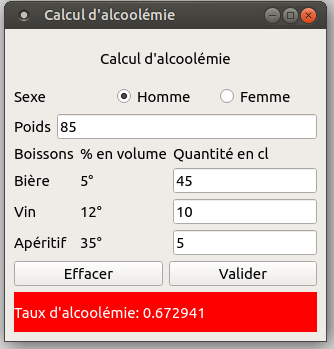 Calcul d'alcoolémie
Calcul d'alcoolémie
Sexe Homme Femme
Poids 85
Boissons % en volume Quantité en cl
Bière 5° 45
Vin 12° 10
Apéritif 35° 5
Effacer Valider
Taux d'alcoolémie: 0.672941